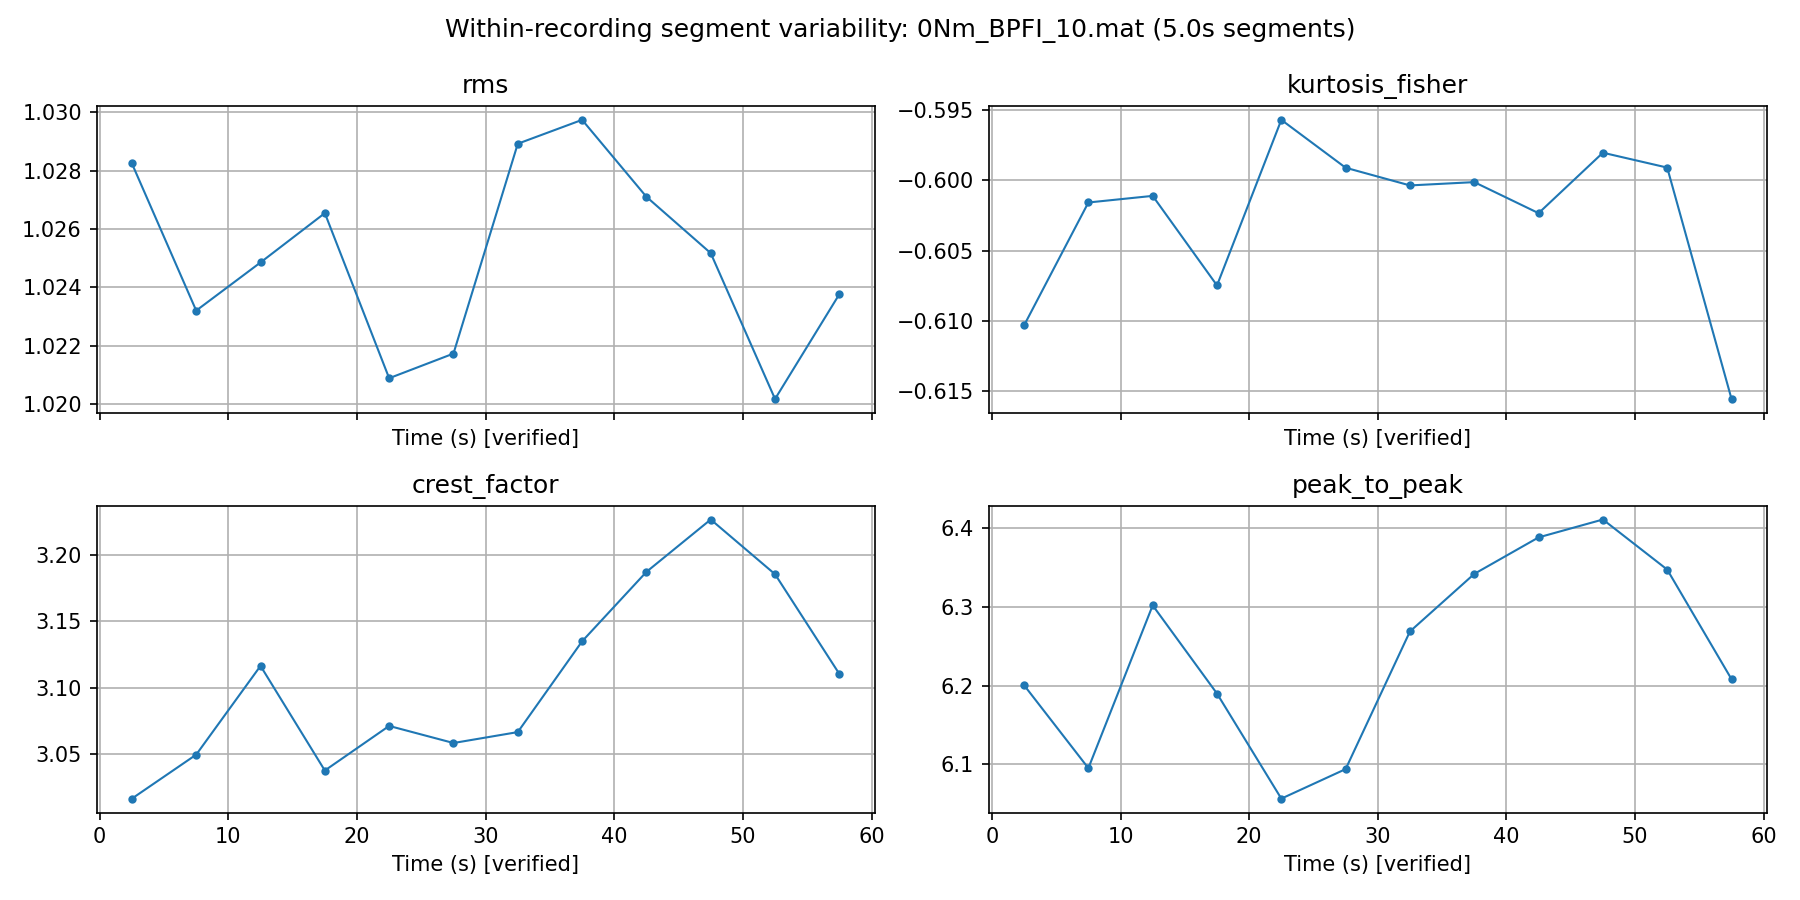 Within-recording segment variability: 0Nm_BPFI_10.mat (5.0s segments)
rms
1.030
1.028
1.026
1.024
1.022
1.020
Time (s) [verified]
kurtosis_fisher
−0.595
−0.600
−0.605
−0.610
−0.615
Time (s) [verified]
crest_factor
3.20
3.15
3.10
3.05
0 10 20 30 40 50 60
Time (s) [verified]
peak_to_peak
6.4
6.3
6.2
6.1
0 10 20 30 40 50 60
Time (s) [verified]